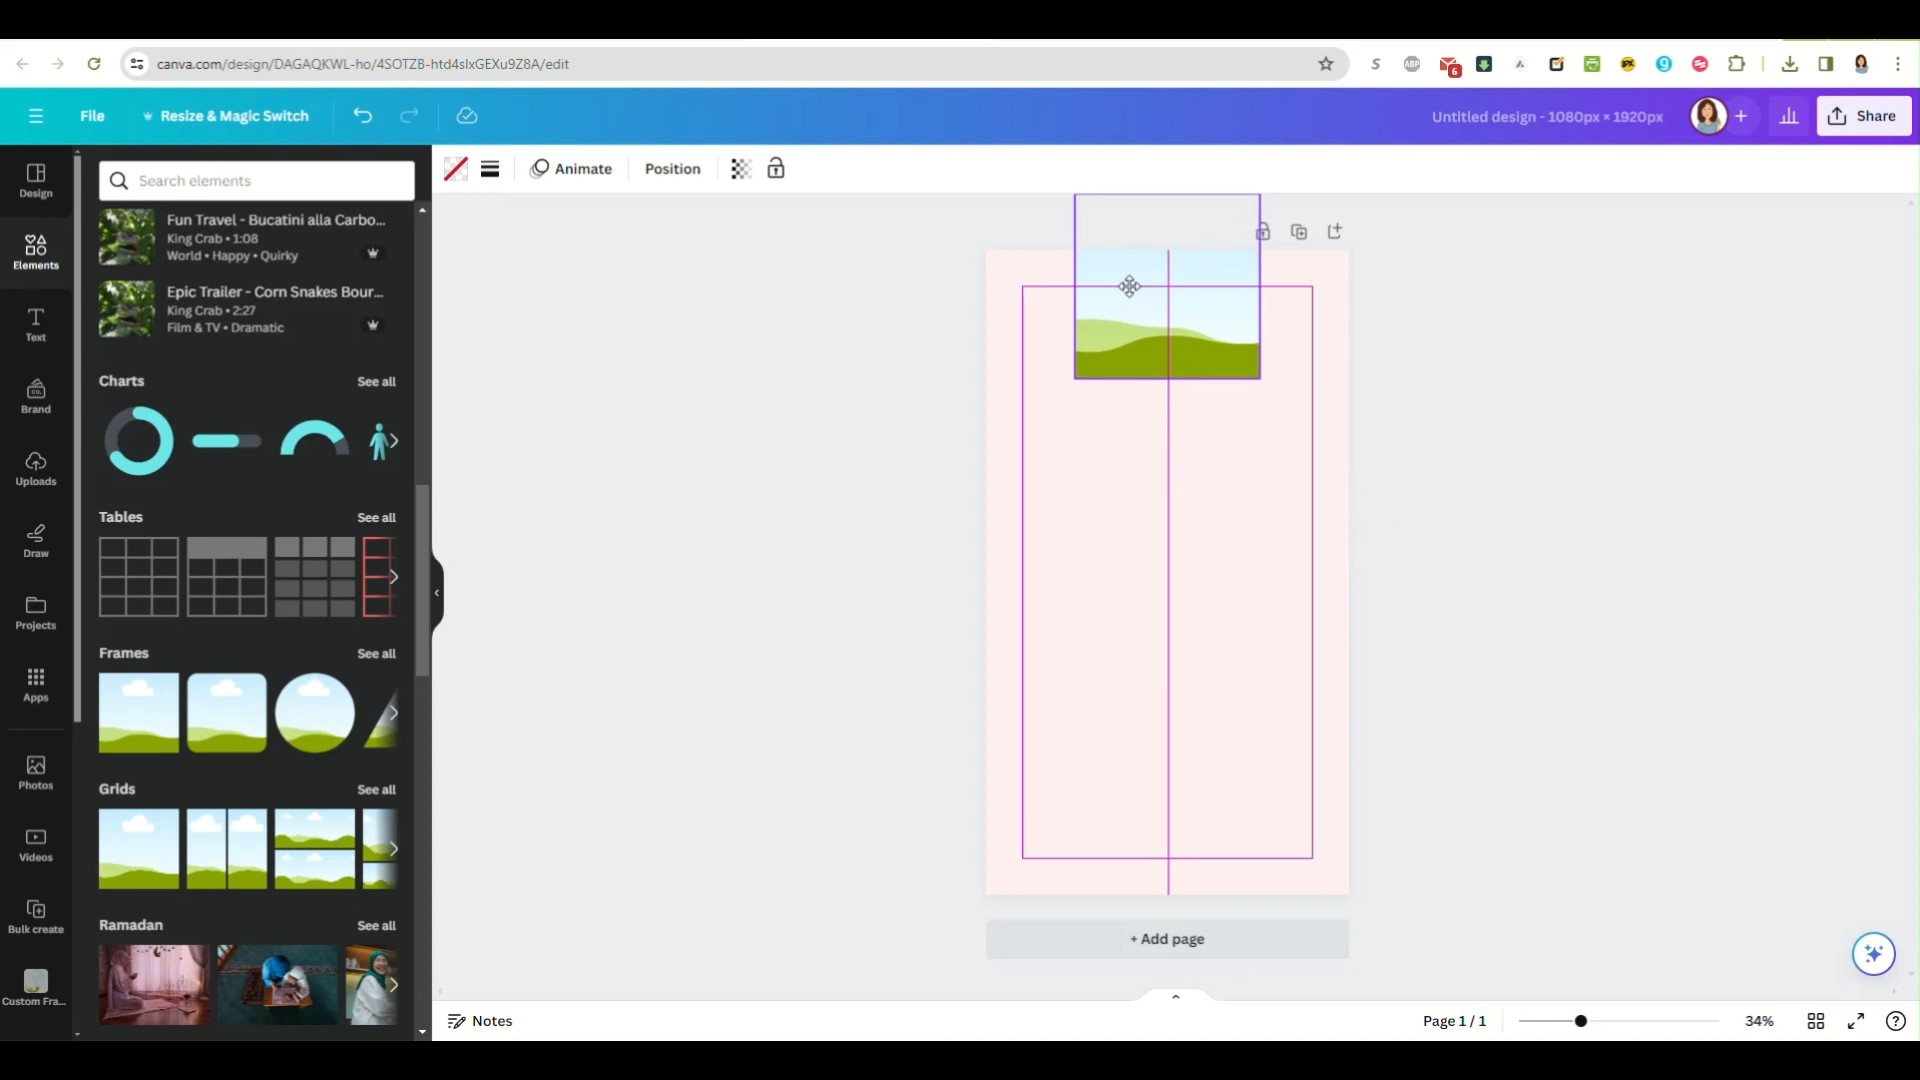 canva.com/design/DAGAQKWL-ho/4SOTZB-htd4slxGEXu9Z8A/edit
S
ABP
6
File
Resize & Magic Switch
Untitled design - 1080px × 1920px
Share
Design
Elements
Text
Brand
Uploads
Draw
Projects
Apps
Photos
Videos
Bulk create
Custom Fra...
Search elements
Fun Travel - Bucatini alla Carbo...
King Crab • 1:08
World • Happy • Quirky
Epic Trailer - Corn Snakes Bour...
King Crab • 2:27
Film & TV • Dramatic
Charts
See all
Tables
See all
Frames
See all
Grids
See all
Ramadan
See all
Animate
Position
+ Add page
Notes
Page 1 / 1
34%